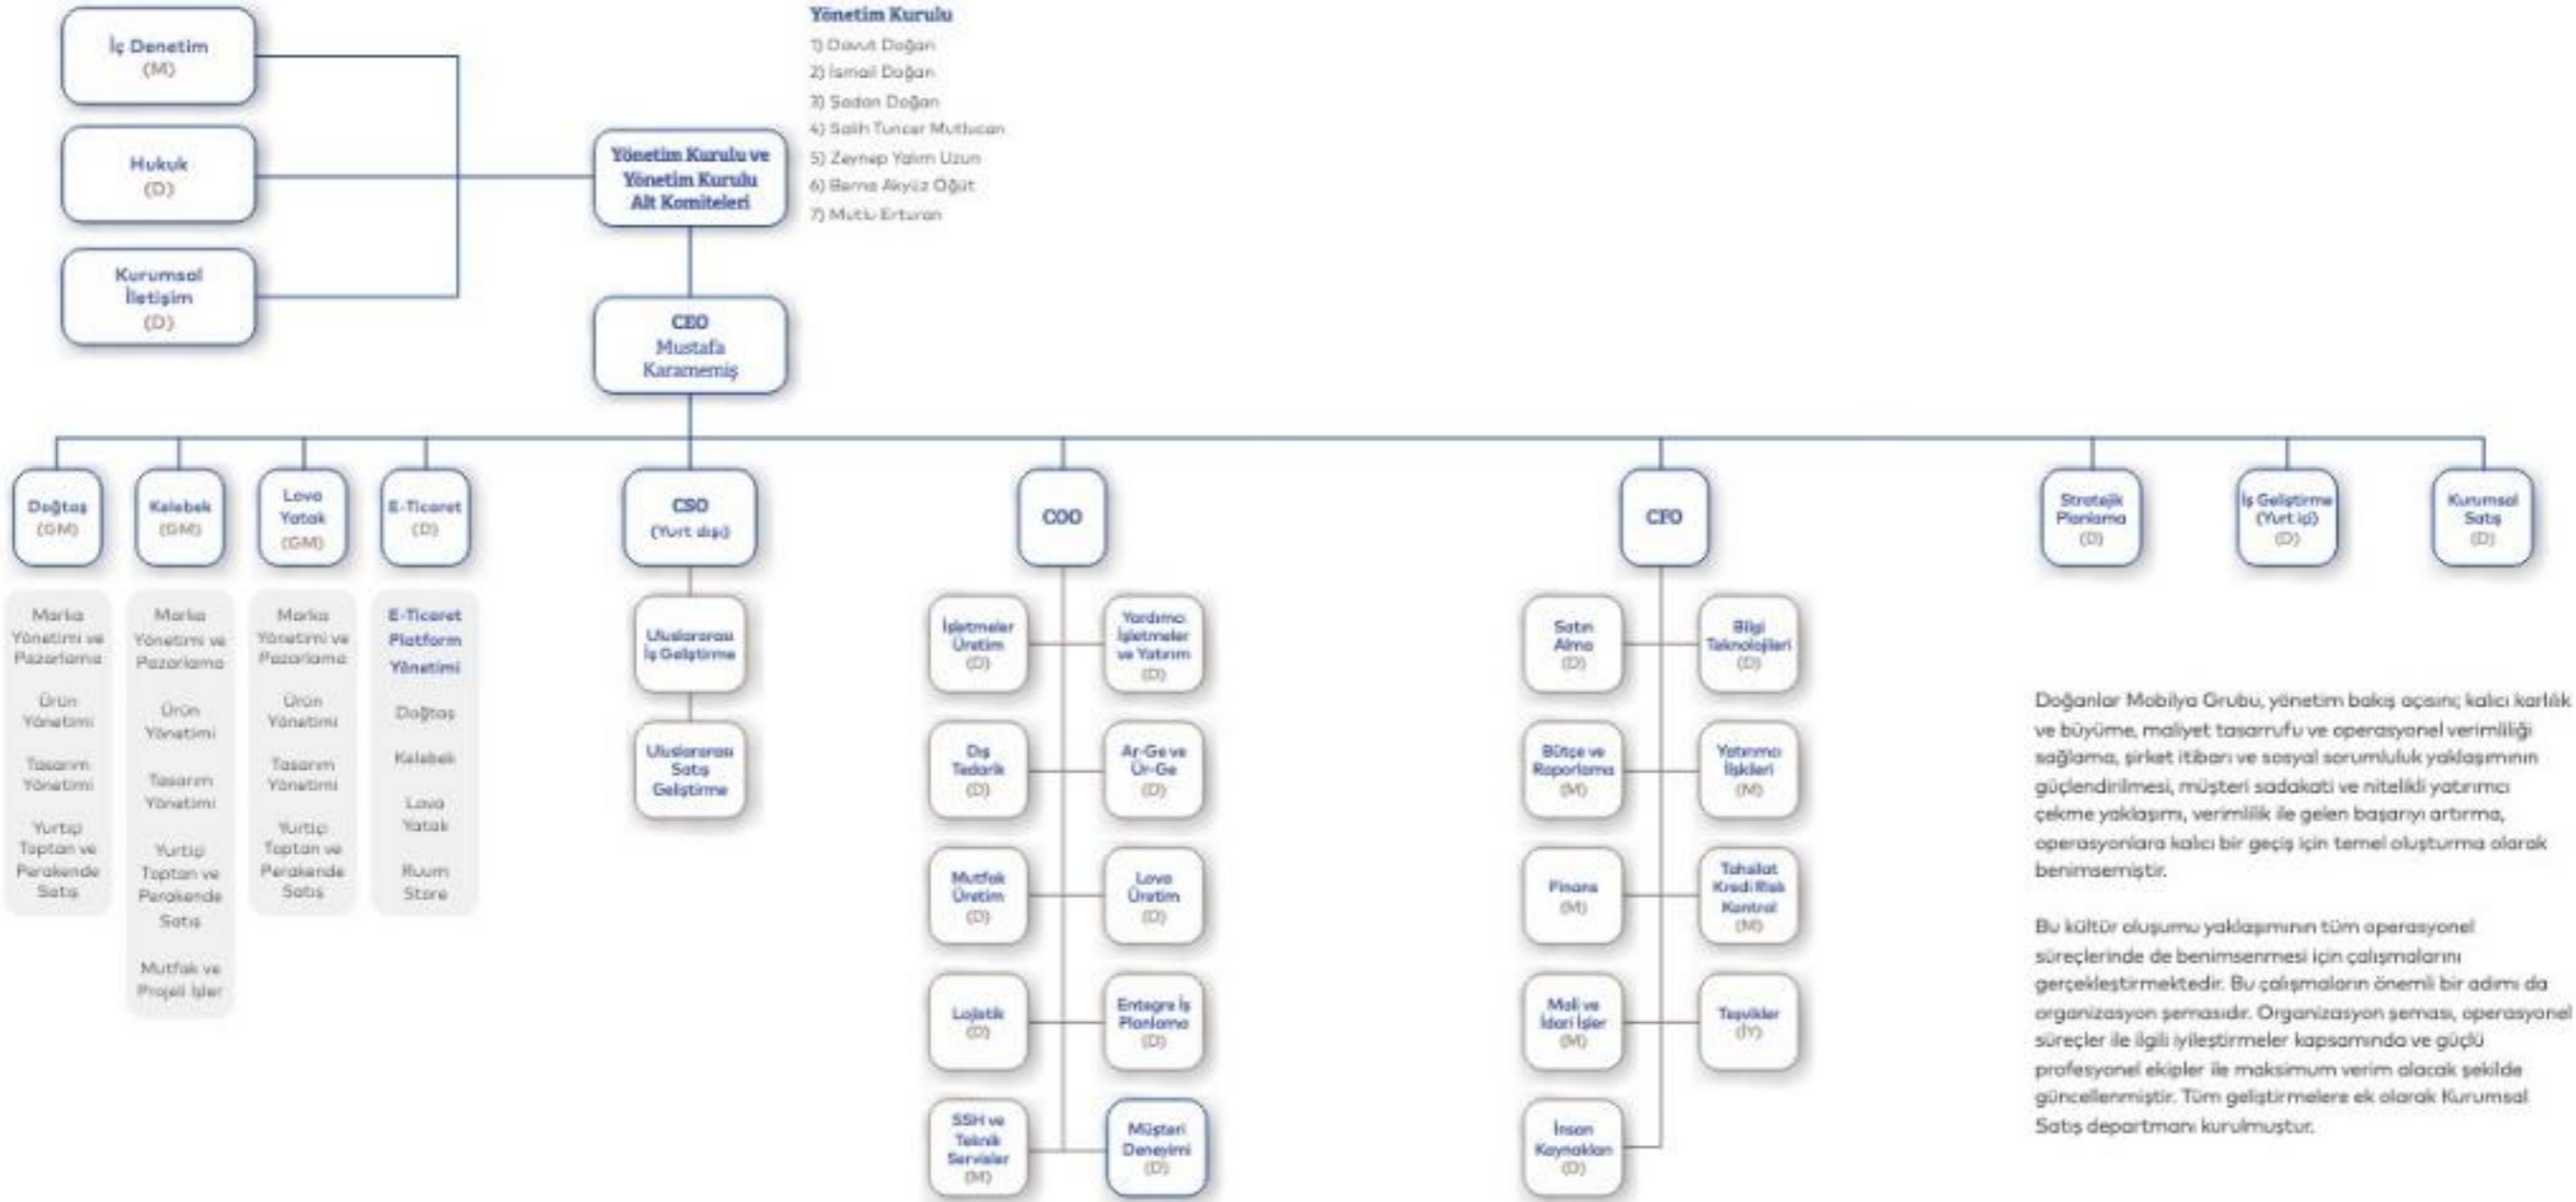 İç Denetim
(M)
Hukuk
(D)
Kurumsal
İletişim
(D)
Yönetim Kurulu ve
Yönetim Kurulu
Alt Komiteleri
Yönetim Kurulu
1) Davut Doğan
2) İsmail Doğan
3) Şadan Doğan
4) Salih Tuncer Mutlucan
5) Zeynep Yalım Uzun
6) Berna Akyüz Öğüt
7) Mutlu Erturan
CEO
Mustafa
Karamemiş
Doğtaş
(GM)
Kelebek
(GM)
Lova
Yatak
(GM)
E-Ticaret
(D)
CSO
(Yurt dışı)
COO
CFO
Stratejik
Planlama
(D)
İş Geliştirme
(Yurt içi)
(D)
Kurumsal
Satış
(D)
Marka
Yönetimi ve
Pazarlama
Ürün
Yönetimi
Tasarım
Yönetimi
Yurtiçi
Toptan ve
Perakende
Satış
Marka
Yönetimi ve
Pazarlama
Ürün
Yönetimi
Tasarım
Yönetimi
Yurtiçi
Toptan ve
Perakende
Satış
Mutfak ve
Projeli İşler
Marka
Yönetimi ve
Pazarlama
Ürün
Yönetimi
Tasarım
Yönetimi
Yurtiçi
Toptan ve
Perakende
Satış
E-Ticaret
Platform
Yönetimi
Doğtaş
Kelebek
Lova
Yatak
Ruum
Store
Uluslararası
İş Geliştirme
Uluslararası
Satış
Geliştirme
İşletmeler
Üretim
(D)
Yardımcı
İşletmeler
ve Yatırım
(D)
Dış
Tedarik
(D)
Ar-Ge ve
Ür-Ge
(D)
Mutfak
Üretim
(D)
Lova
Üretim
(D)
Lojistik
(D)
Entegre İş
Planlama
(D)
SSH ve
Teknik
Servisler
(M)
Müşteri
Deneyimi
(D)
Satın
Alma
(D)
Bilgi
Teknolojileri
(D)
Bütçe ve
Raporlama
(M)
Yatırımcı
İlişkileri
(M)
Finans
(M)
Tahsilat
Kredi Risk
Kontrol
(M)
Mali ve
İdari İşler
(M)
Teşvikler
(İY)
İnsan
Kaynakları
(D)
Doğanlar Mobilya Grubu, yönetim bakış açısını; kalıcı karlılık
ve büyüme, maliyet tasarrufu ve operasyonel verimliliği
sağlama, şirket itibarı ve sosyal sorumluluk yaklaşımının
güçlendirilmesi, müşteri sadakati ve nitelikli yatırımcı
çekme yaklaşımı, verimlilik ile gelen başarıyı artırma,
operasyonlara kalıcı bir geçiş için temel oluşturma olarak
benimsemiştir.
Bu kültür oluşumu yaklaşımının tüm operasyonel
süreçlerinde de benimsenmesi için çalışmalarını
gerçekleştirmektedir. Bu çalışmaların önemli bir adımı da
organizasyon şemasıdır. Organizasyon şeması, operasyonel
süreçler ile ilgili iyileştirmeler kapsamında ve güçlü
profesyonel ekipler ile maksimum verim alacak şekilde
güncellenmiştir. Tüm geliştirmelere ek olarak Kurumsal
Satış departmanı kurulmuştur.